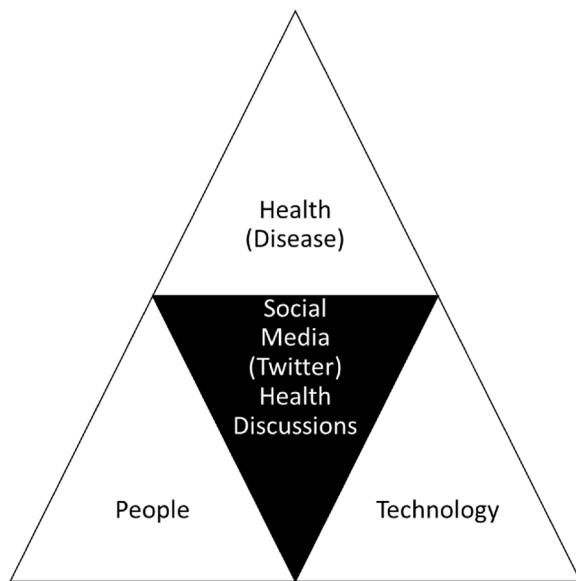 Health
(Disease)
Social
Media
(Twitter)
Health
Discussions
People
Technology